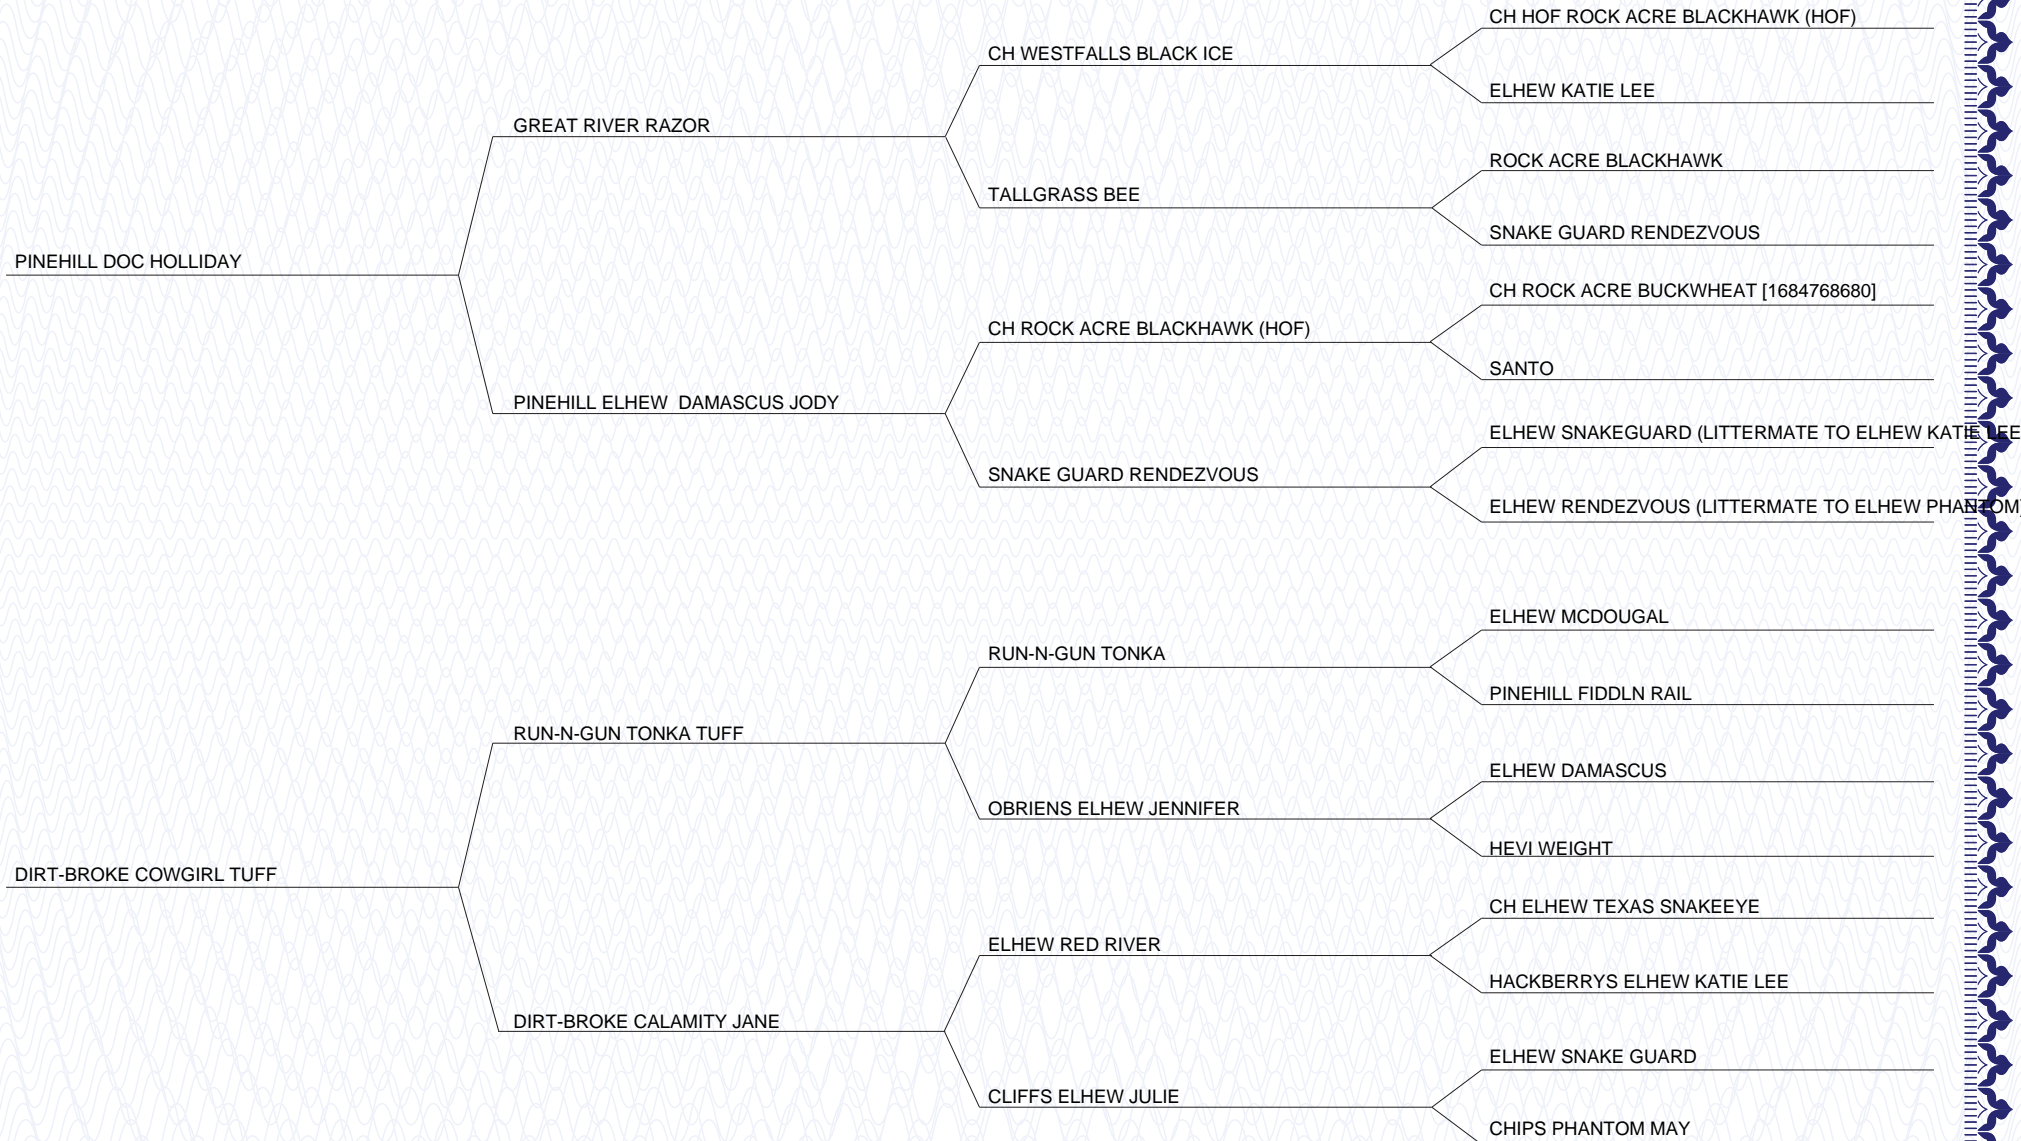 CH HOF ROCK ACRE BLACKHAWK (HOF)
CH WESTFALLS BLACK ICE
ELHEW KATIE LEE
GREAT RIVER RAZOR
ROCK ACRE BLACKHAWK
TALLGRASS BEE
SNAKE GUARD RENDEZVOUS
PINEHILL DOC HOLLIDAY
CH ROCK ACRE BUCKWHEAT [1684768680]
CH ROCK ACRE BLACKHAWK (HOF)
SANTO
PINEHILL ELHEW  DAMASCUS JODY
ELHEW SNAKEGUARD (LITTERMATE TO ELHEW KATIE LEE
SNAKE GUARD RENDEZVOUS
ELHEW RENDEZVOUS (LITTERMATE TO ELHEW PHANTOM)
ELHEW MCDOUGAL
RUN-N-GUN TONKA
PINEHILL FIDDLN RAIL
RUN-N-GUN TONKA TUFF
ELHEW DAMASCUS
OBRIENS ELHEW JENNIFER
HEVI WEIGHT
DIRT-BROKE COWGIRL TUFF
CH ELHEW TEXAS SNAKEEYE
ELHEW RED RIVER
HACKBERRYS ELHEW KATIE LEE
DIRT-BROKE CALAMITY JANE
ELHEW SNAKE GUARD
CLIFFS ELHEW JULIE
CHIPS PHANTOM MAY